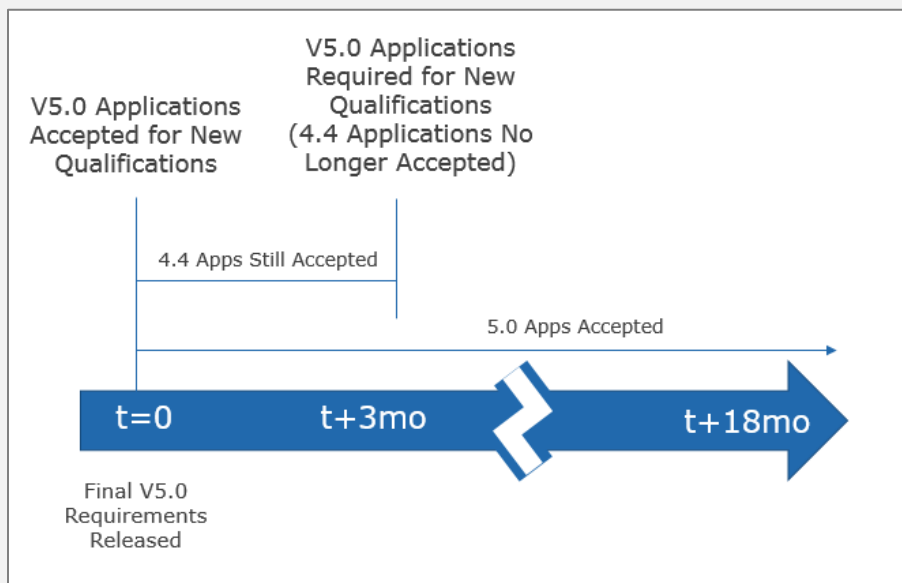 V5.0 Applications
Accepted for New
Qualifications
V5.0 Applications
Required for New
Qualifications
(4.4 Applications No
Longer Accepted)
4.4 Apps Still Accepted
5.0 Apps Accepted
t=0
t+3mo
t+18mo
Final V5.0
Requirements
Released